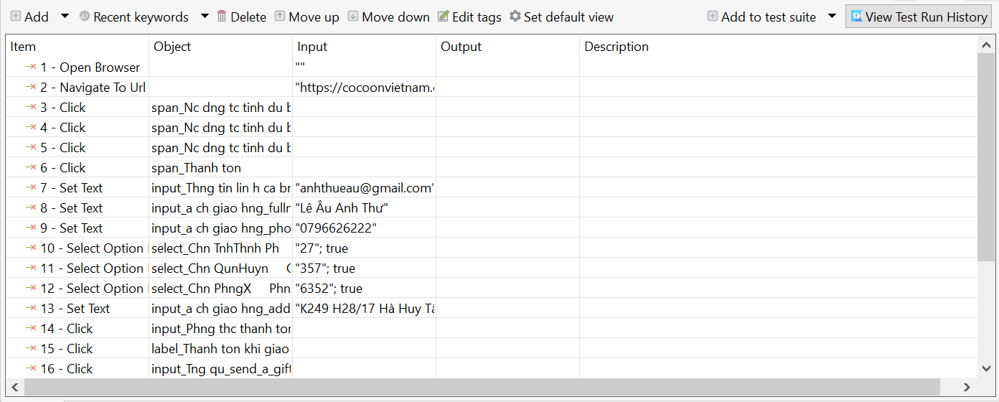 Add Recent keywords Delete Move up Move down Edit tags Set default view Add to test suite View Test Run History
Item Object Input Output Description
1 - Open Browser ""
2 - Navigate To Url "https://cocoonvietnam.
3 - Click span_Nc dng tc tinh du b
4 - Click span_Nc dng tc tinh du b
5 - Click span_Nc dng tc tinh du b
6 - Click span_Thanh ton
7 - Set Text input_Thng tin lin h ca br "anhthueau@gmail.com"
8 - Set Text input_a ch giao hng_fulln "Lê Âu Anh Thư"
9 - Set Text input_a ch giao hng_pho "0796626222"
10 - Select Option select_Chn TnhThnh Ph "27"; true
11 - Select Option select_Chn QunHuyn "357"; true
12 - Select Option select_Chn PhngX Phn "6352"; true
13 - Set Text input_a ch giao hng_add "K249 H28/17 Hà Huy Tấ
14 - Click input_Phng thc thanh ton
15 - Click label_Thanh ton khi giao
16 - Click input_Tng qu_send_a_gift